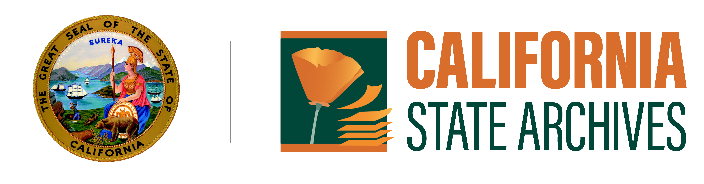 THE GREAT SEAL OF THE STATE OF CALIFORNIA
EUREKA
CALIFORNIA
STATE ARCHIVES